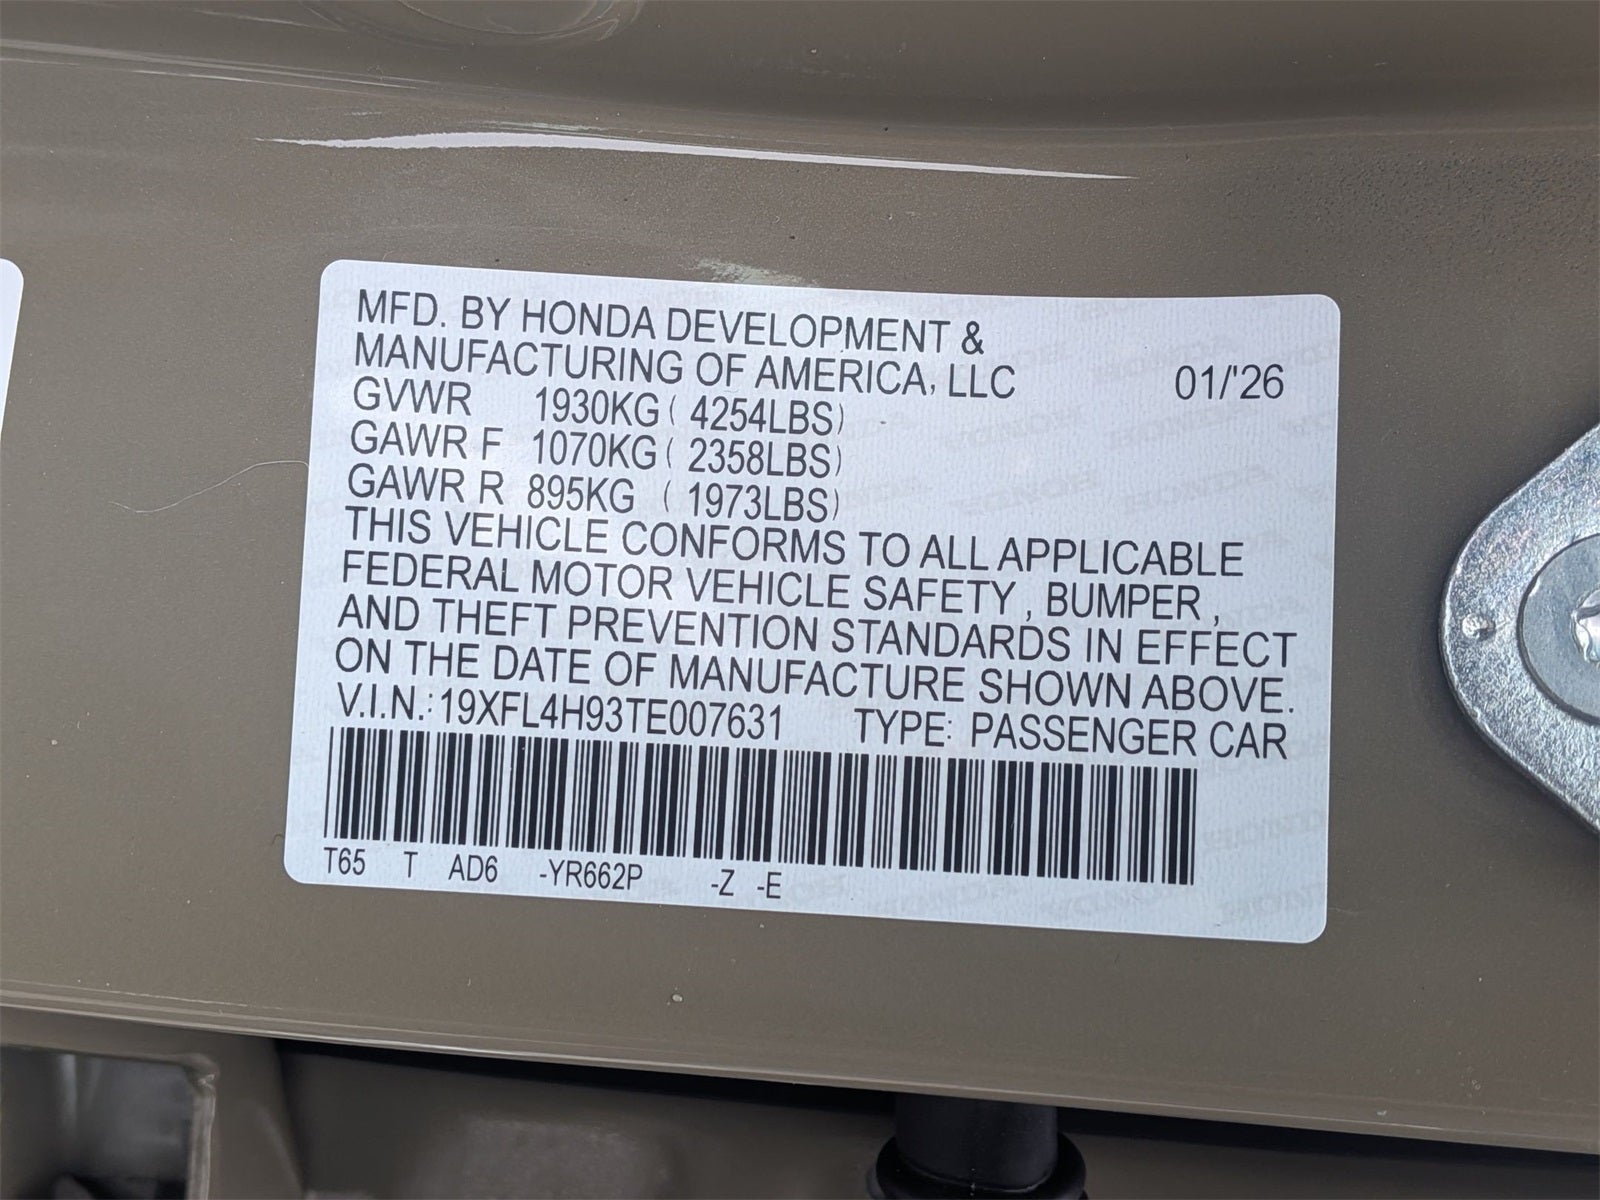 MFD. BY HONDA DEVELOPMENT &
MANUFACTURING OF AMERICA, LLC 01/'26
GVWR 1930KG ( 4254LBS)
GAWR F 1070KG ( 2358LBS)
GAWR R 895KG ( 1973LBS)
THIS VEHICLE CONFORMS TO ALL APPLICABLE
FEDERAL MOTOR VEHICLE SAFETY , BUMPER ,
AND THEFT PREVENTION STANDARDS IN EFFECT
ON THE DATE OF MANUFACTURE SHOWN ABOVE.
V.I.N.: 19XFL4H93TE007631 TYPE: PASSENGER CAR
T65 T AD6 -YR662P -Z -E